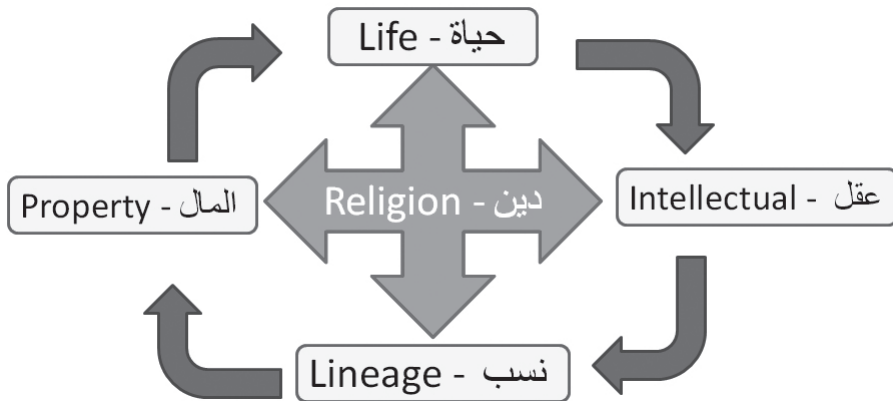 Life - حياة
Property - المال
Religion - دين
Intellectual - عقل
Lineage - نسب